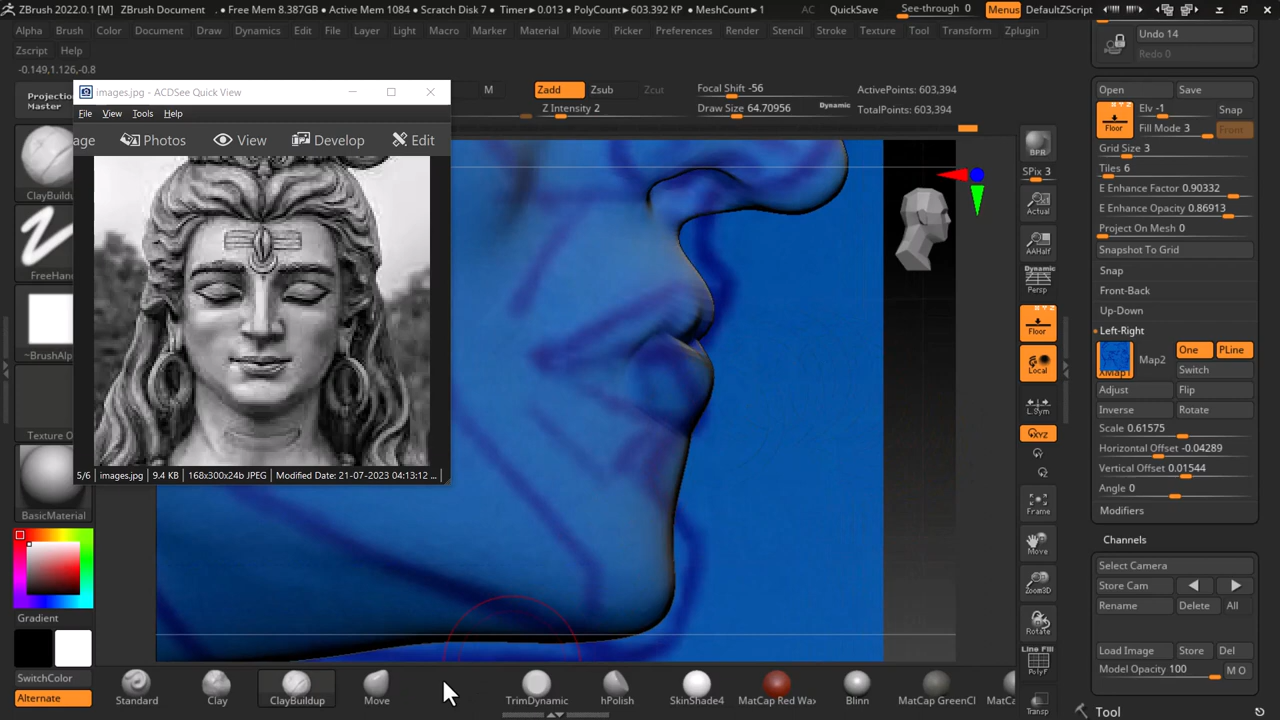 ZBrush 2022.0.1 [M] ZBrush Document . ● Free Mem 8.387GB ● Active Mem 1084 ● Scratch Disk 7 ● Timer▶0.013 ● PolyCount▶603.392 KP ● MeshCount▶1 AC QuickSave See-through 0 Menus DefaultZScript
Alpha Brush Color Document Draw Dynamics Edit File Layer Light Macro Marker Material Movie Picker Preferences Render Stencil Stroke Texture Tool Transform Zplugin
Zscript Help
-0.149,1.126,-0.8
Projection Master
images.jpg - ACDSee Quick View
File View Tools Help
age Photos View Develop Edit
5/6 images.jpg 9.4 KB 168x300x24b JPEG Modified Date: 21-07-2023 04:13:12 ...
M Zadd Zsub Zcut
Z Intensity 2
Focal Shift -56
Draw Size 64.70956 Dynamic
ActivePoints: 603,394
TotalPoints: 603,394
ClayBuildup
FreeHand
~BrushAlp
Texture O
BasicMaterial
Gradient
SwitchColor
Alternate
BPR
SPix 3
Actual
AAHalf
Dynamic
Persp
Floor
Local
L.Sym
XYZ
Frame
Move
Zoom3D
Rotate
Line Fill
PolyF
Transp
Undo 14
Redo 0
Open Save
Floor
Elv -1 Snap
Fill Mode 3 Front
Grid Size 3
Tiles 6
E Enhance Factor 0.90332
E Enhance Opacity 0.86913
Project On Mesh 0
Snapshot To Grid
Snap
Front-Back
Up-Down
Left-Right
Map2 One PLine
Switch
Adjust Flip
Inverse Rotate
Scale 0.61575
Horizontal Offset -0.04289
Vertical Offset 0.01544
Angle 0
Modifiers
Channels
Select Camera
Store Cam
Rename Delete All
Load Image Store Del
Model Opacity 100 M O
Tool
Standard Clay ClayBuildup Move TrimDynamic hPolish SkinShade4 MatCap Red Wax Blinn MatCap GreenCl MatCa